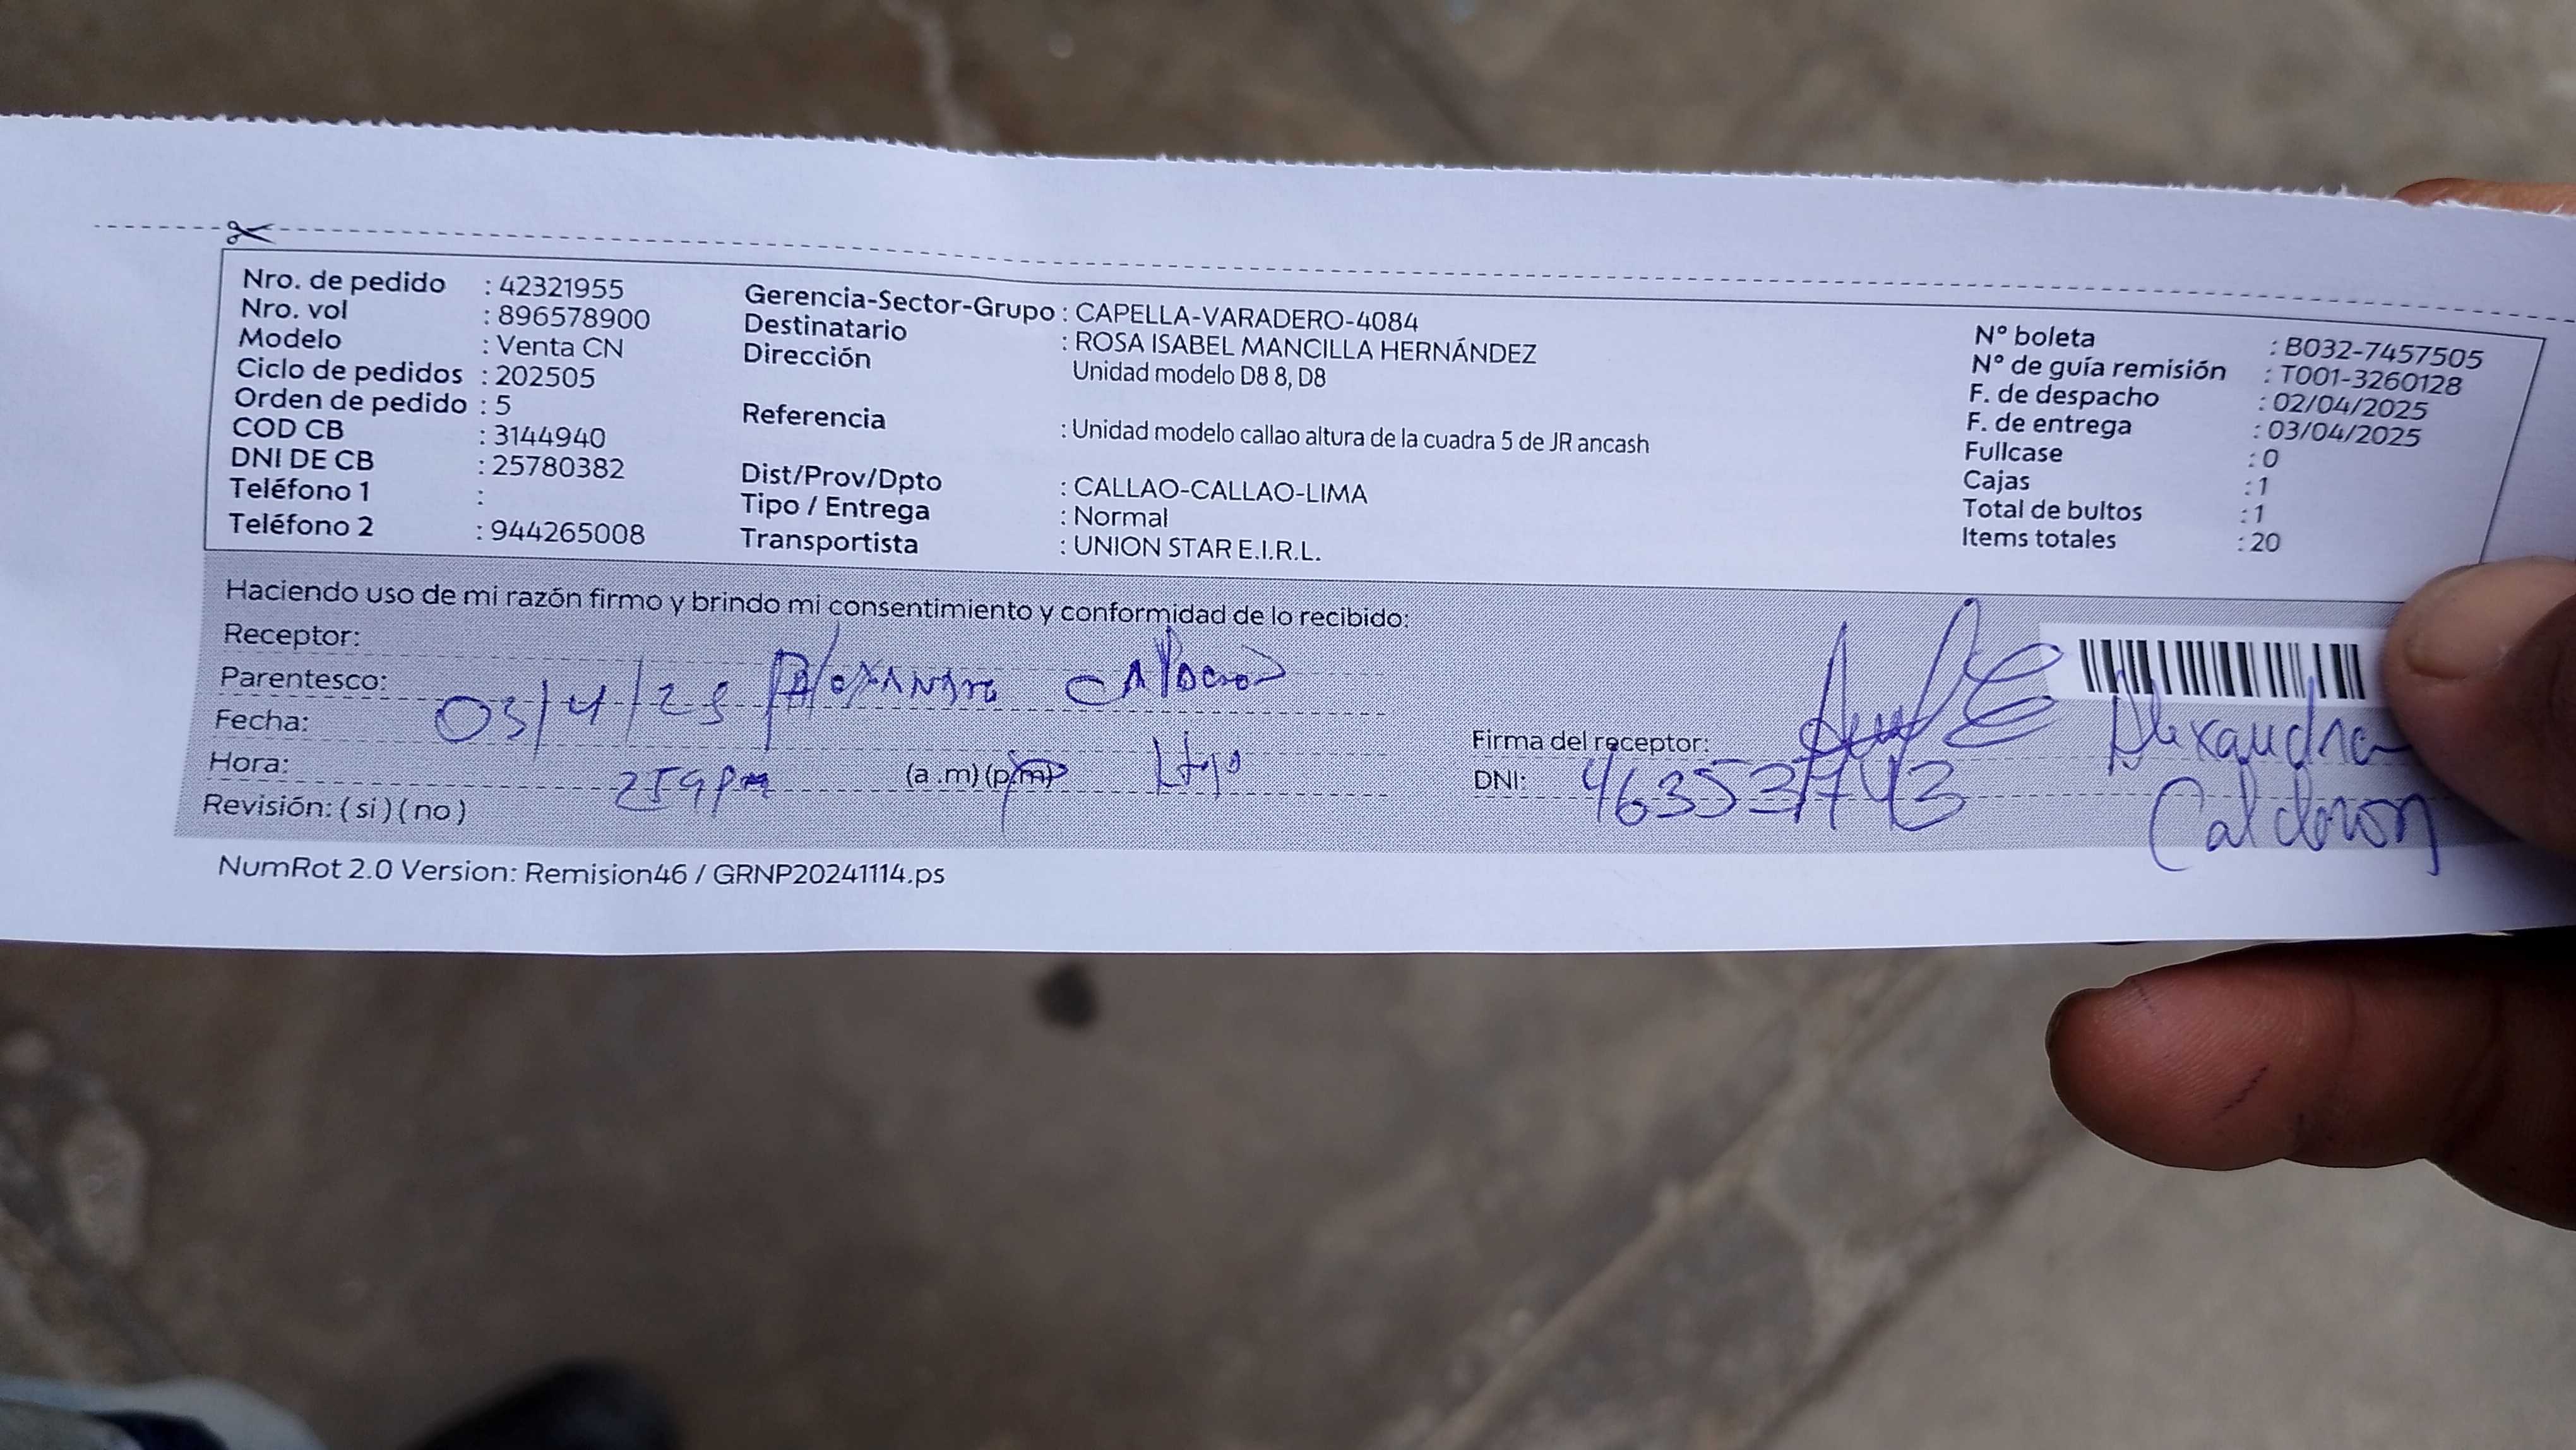 Nro. de pedido : 42321955
Nro. vol : 896578900
Modelo : Venta CN
Ciclo de pedidos : 202505
Orden de pedido : 5
COD CB : 3144940
DNI DE CB : 25780382
Teléfono 1 :
Teléfono 2 : 944265008
Gerencia-Sector-Grupo : CAPELLA-VARADERO-4084
Destinatario : ROSA ISABEL MANCILLA HERNÁNDEZ
Dirección Unidad modelo D8 8, D8
Referencia : Unidad modelo callao altura de la cuadra 5 de JR ancash
Dist/Prov/Dpto : CALLAO-CALLAO-LIMA
Tipo / Entrega : Normal
Transportista : UNION STAR E.I.R.L.
N° boleta : B032-7457505
N° de guía remisión : T001-3260128
F. de despacho : 02/04/2025
F. de entrega : 03/04/2025
Fullcase : 0
Cajas : 1
Total de bultos : 1
Items totales : 20
Haciendo uso de mi razón firmo y brindo mi consentimiento y conformidad de lo recibido:
Receptor:
Parentesco:
Fecha: 03/4/25
Hora: 259 pm (a .m) (p.m)
Revisión: ( si ) ( no )
Firma del receptor:
DNI: 46353743
Alexandra
Calderon
NumRot 2.0 Version: Remision46 / GRNP20241114.ps